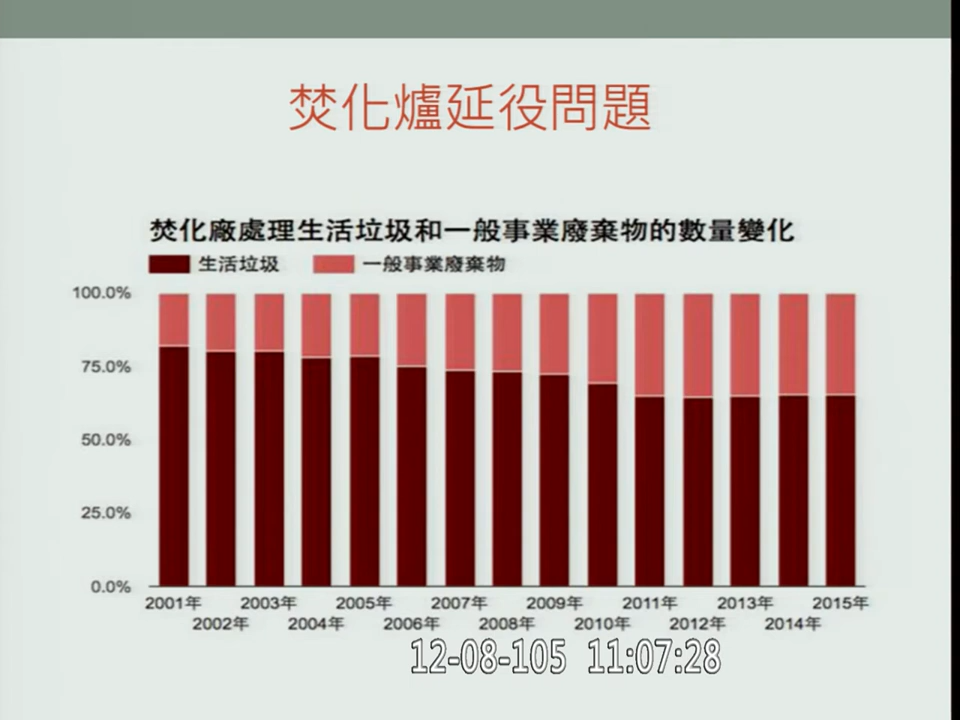 焚化爐延役問題
焚化廠處理生活垃圾和一般事業廢棄物的數量變化
生活垃圾 一般事業廢棄物
100.0%
75.0%
50.0%
25.0%
0.0%
2001年 2003年 2005年 2007年 2009年 2011年 2013年 2015年
2002年 2004年 2006年 2008年 2010年 2012年 2014年
12-08-105 11:07:28